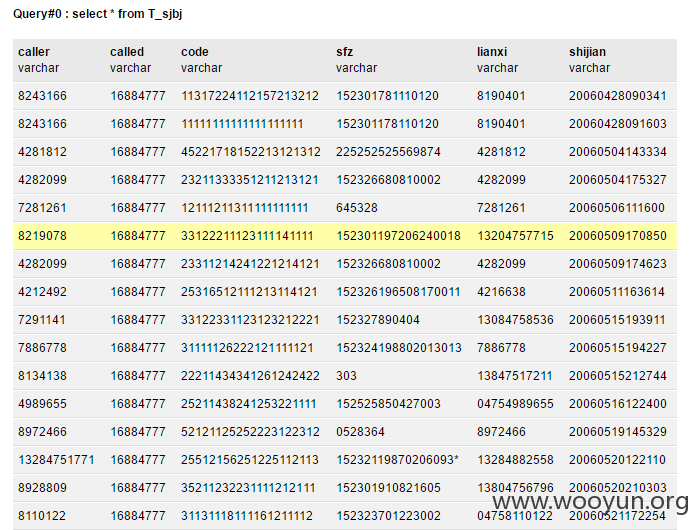 Query#0 : select * from T_sjbj
caller called code sfz lianxi shijian
varchar varchar varchar varchar varchar varchar
8243166 16884777 11317224112157213212 152301781110120 8190401 20060428090341
8243166 16884777 11111111111111111111 152301178110120 8190401 20060428091603
4281812 16884777 45221718152213121312 225252525569874 4281812 20060504143334
4282099 16884777 23211333351211213121 152326680810002 4282099 20060504175327
7281261 16884777 12111211311111111111 645328 7281261 20060506111600
8219078 16884777 33122211123111141111 152301197206240018 13204757715 20060509170850
4282099 16884777 23311214241221214121 152326680810002 4282099 20060509174623
4212492 16884777 25316512111213114121 152326196508170011 4216638 20060511163614
7291141 16884777 33122331123123212221 152327890404 13084758536 20060515193911
7886778 16884777 31111126222121111121 152324198802013013 7886778 20060515194227
8134138 16884777 22211434341261242422 303 13847517211 20060515212744
4989655 16884777 25211438241253221111 152525850427003 04754989655 20060516122400
8972466 16884777 52121125252223122312 0528364 8972466 20060519145329
13284751771 16884777 25512156251225112113 15232119870206093* 13284882558 20060520122110
8928809 16884777 35211232231111212111 152301910821605 13804756796 20060520210303
8110122 16884777 31131118111161211112 152323701223002 04758110122 20060521172254
www.wooyun.org